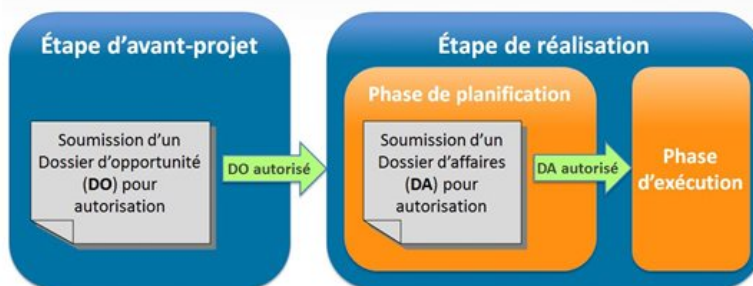 Étape d'avant-projet
Soumission d'un
Dossier d'opportunité
(DO) pour
autorisation
DO autorisé
Étape de réalisation
Phase de planification
Soumission d'un
Dossier d'affaires
(DA) pour
autorisation
DA autorisé
Phase
d'exécution